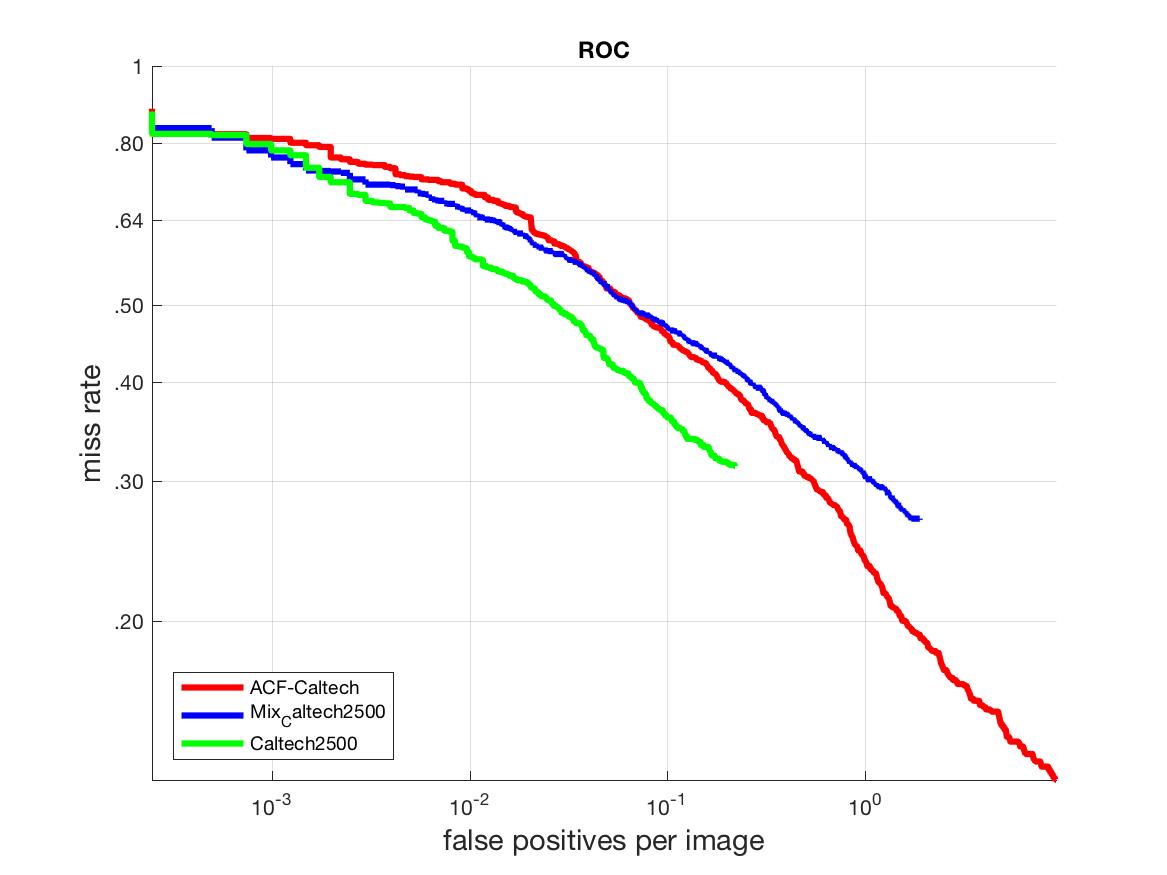 ROC
1
.80
.64
.50
.40
.30
.20
miss rate
ACF-Caltech
Mix_Caltech2500
Caltech2500
10^-3
10^-2
10^-1
10^0
false positives per image